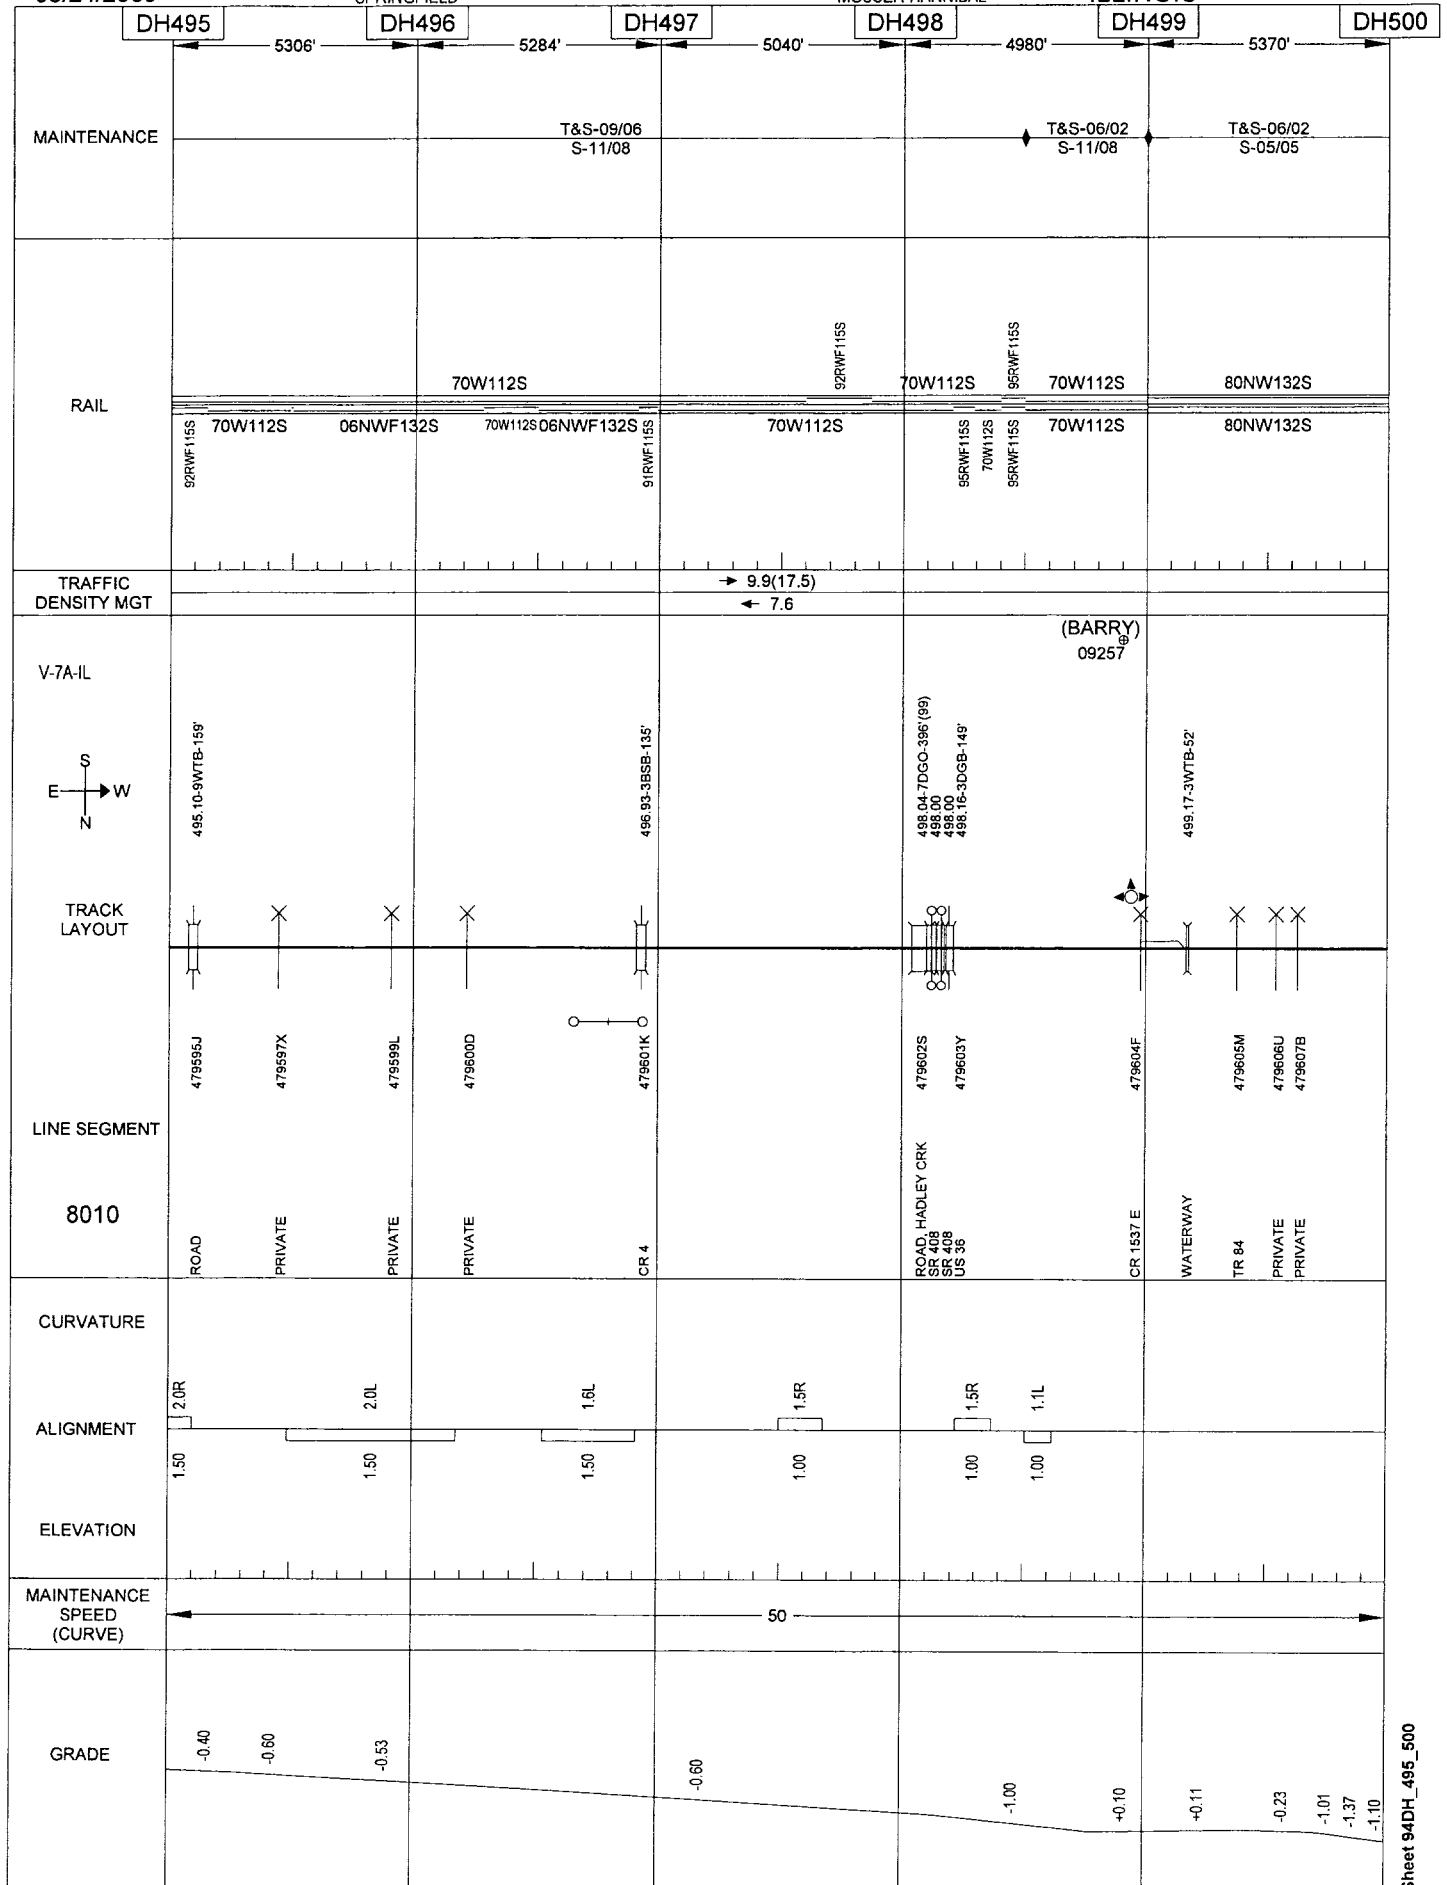 SPRINGFIELD
DH495 DH496 DH497 DH498 DH499 DH500
5306' 5284' 5040' 4980' 5370'
MAINTENANCE
T&S-09/06 T&S-06/02 T&S-06/02
S-11/08 S-11/08 S-05/05
92RWF115S 95RWF115S
70W112S 70W112S 70W112S 80NW132S
RAIL
70W112S 06NWF132S 70W112S 06NWF132S 70W112S 70W112S 80NW132S
92RWF115S 91RWF115S 95RWF115S 70W112S 95RWF115S
TRAFFIC
DENSITY MGT
9.9(17.5)
7.6
(BARRY)
09257
V-7A-IL
S
E W
N
495.10-9WTB-159'
496.93-3BSB-135'
498.04-7DGO-396'(99)
498.00
498.00
498.16-3DGB-149'
499.17-3WTB-52'
TRACK
LAYOUT
479595J
479597X
479599L
479600D
479601K
479602S
479603Y
479604F
479605M
479606U
479607B
LINE SEGMENT
8010
ROAD
PRIVATE
PRIVATE
PRIVATE
CR 4
ROAD, HADLEY CRK
SR 408
SR 408
US 36
CR 1537 E
WATERWAY
TR 84
PRIVATE
PRIVATE
CURVATURE
2.0R 2.0L 1.6L 1.5R 1.5R 1.1L
ALIGNMENT
1.50 1.50 1.50 1.00 1.00 1.00
ELEVATION
MAINTENANCE
SPEED
(CURVE)
50
GRADE
-0.40 -0.60 -0.53 -0.60 -1.00 +0.10 +0.11 -0.23 -1.01 -1.37 -1.10
Sheet 94DH_495_500